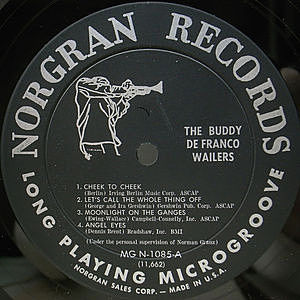 NORGRAN RECORDS
THE BUDDY
DE FRANCO
WAILERS
1. CHEEK TO CHEEK
(Berlin) Irving Berlin Music Corp. ASCAP
2. LET'S CALL THE WHOLE THING OFF
(George and Ira Gershwin) Gershwin Pub. Corp. ASCAP
3. MOONLIGHT ON THE GANGES
(Ewing-Wallace) Campbell-Connelly, Inc. ASCAP
4. ANGEL EYES
(Dennis Brent) Bradshaw, Inc. BMI
(Under the personal supervision of Norman Granz)
MG N-1085-A
(11,662)
LONG PLAYING MICROGROOVE
NORGRAN SALES CORP. — MADE IN U.S.A.